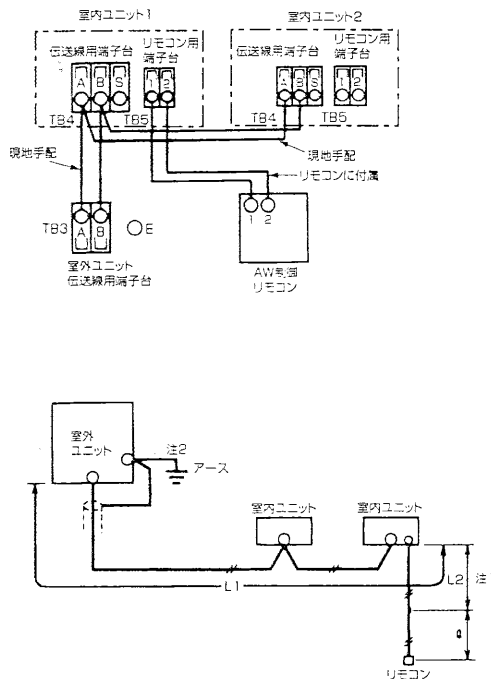 室内ユニット1
室内ユニット2
伝送線用端子台
リモコン用
端子台
伝送線用端子台
リモコン用
端子台
A B S
1 2
A B S
1 2
TB4
TB5
TB4
TB5
現地手配
現地手配
リモコンに付属
TB3
A B
E
1 2
室外ユニット
伝送線用端子台
リモコン
室外
ユニット
注2
アース
室内ユニット
室内ユニット
L1
L2
注
リモコン